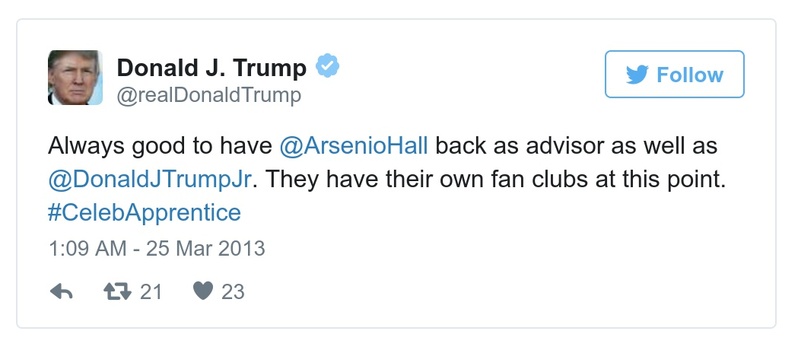 Donald J. Trump
@realDonaldTrump
Follow
Always good to have @ArsenioHall back as advisor as well as
@DonaldJTrumpJr. They have their own fan clubs at this point.
#CelebApprentice
1:09 AM - 25 Mar 2013
21 23